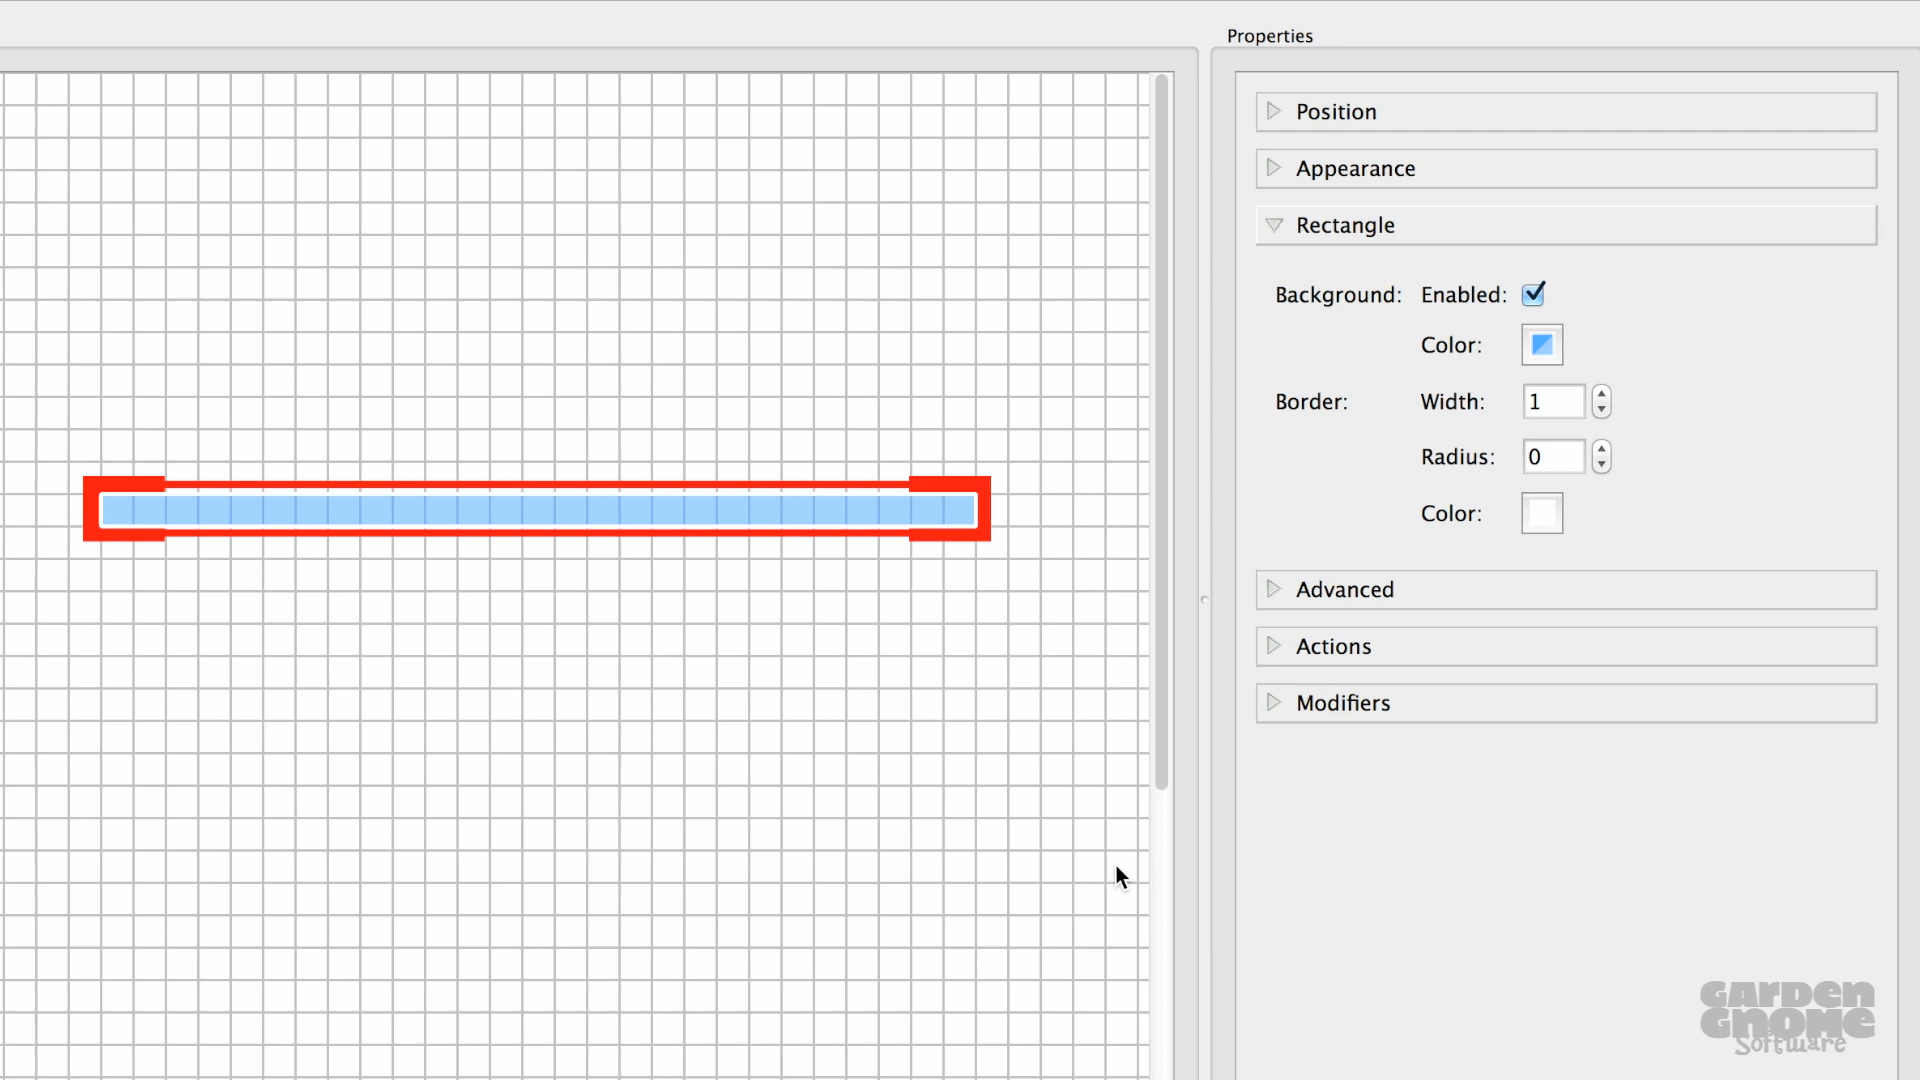 Properties
Position
Appearance
Rectangle
Background: Enabled:
Color:
Border: Width: 1
Radius: 0
Color:
Advanced
Actions
Modifiers
GARDEN
GNOME
Software